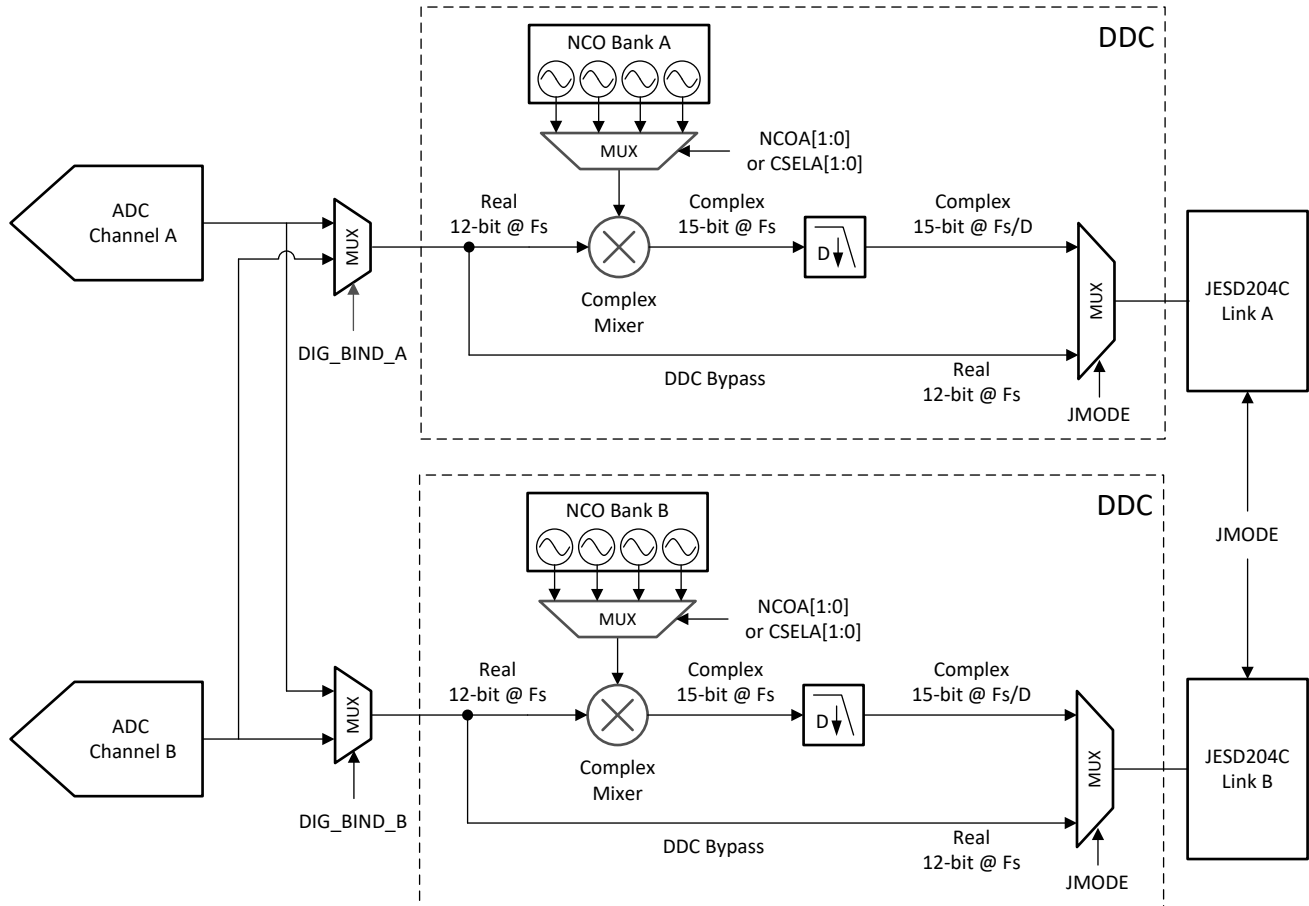 DDC
NCO Bank A
MUX
NCOA[1:0]
or CSELA[1:0]
ADC
Channel A
MUX
DIG_BIND_A
Real
12-bit @ Fs
Complex
Mixer
Complex
15-bit @ Fs
D
Complex
15-bit @ Fs/D
DDC Bypass
Real
12-bit @ Fs
MUX
JMODE
JESD204C
Link A
JMODE
DDC
NCO Bank B
MUX
NCOA[1:0]
or CSELA[1:0]
ADC
Channel B
MUX
DIG_BIND_B
Real
12-bit @ Fs
Complex
Mixer
Complex
15-bit @ Fs
D
Complex
15-bit @ Fs/D
DDC Bypass
Real
12-bit @ Fs
MUX
JMODE
JESD204C
Link B